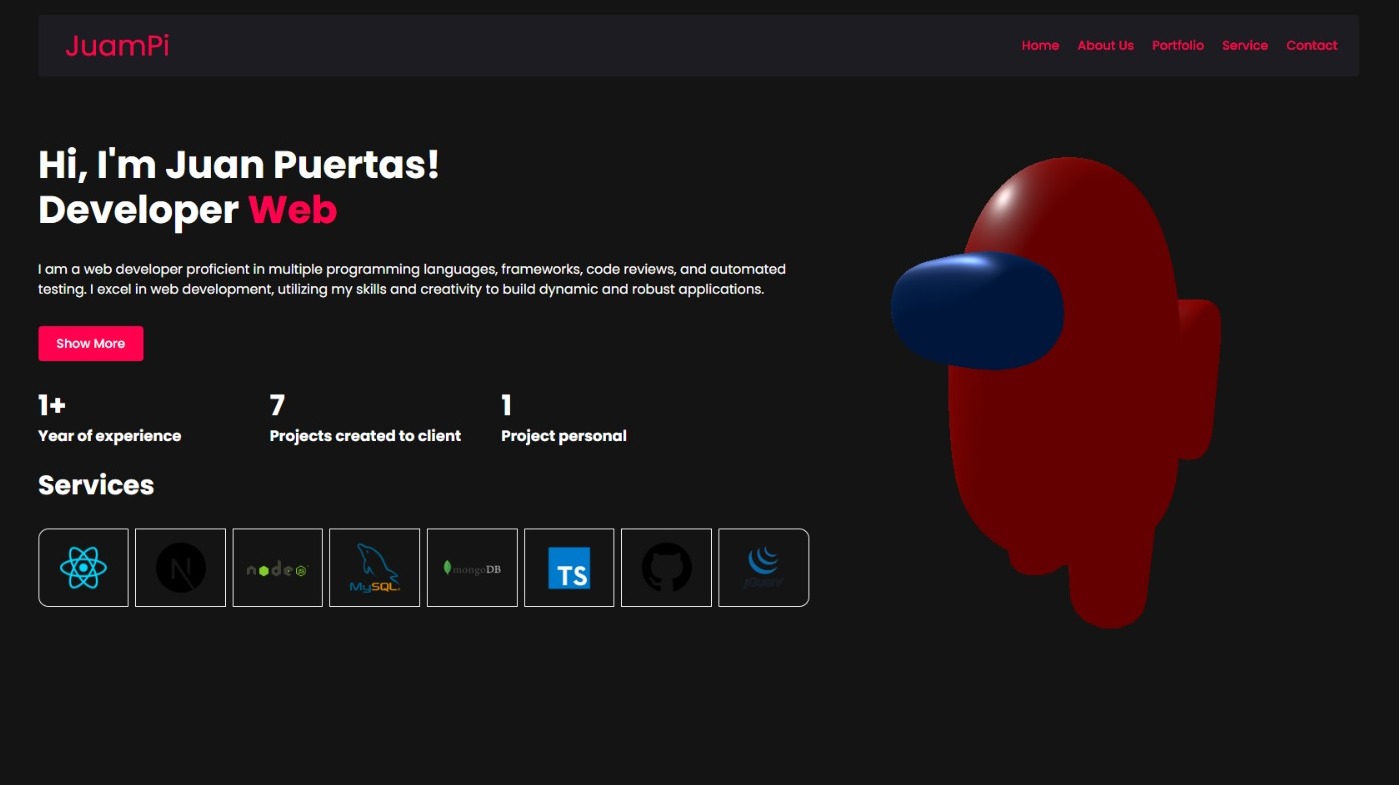 JuamPi
Home About Us Portfolio Service Contact
Hi, I'm Juan Puertas!
Developer Web
I am a web developer proficient in multiple programming languages, frameworks, code reviews, and automated
testing. I excel in web development, utilizing my skills and creativity to build dynamic and robust applications.
Show More
1+ 7 1
Year of experience Projects created to client Project personal
Services
N node MySQL mongoDB TS jQuery